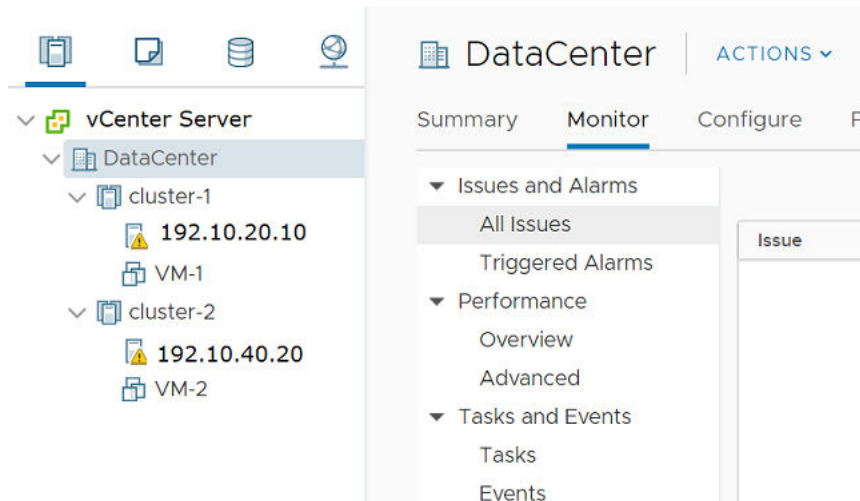 vCenter Server
DataCenter
cluster-1
192.10.20.10
VM-1
cluster-2
192.10.40.20
VM-2
DataCenter ACTIONS
Summary Monitor Configure
Issues and Alarms
All Issues
Triggered Alarms
Performance
Overview
Advanced
Tasks and Events
Tasks
Events
Issue